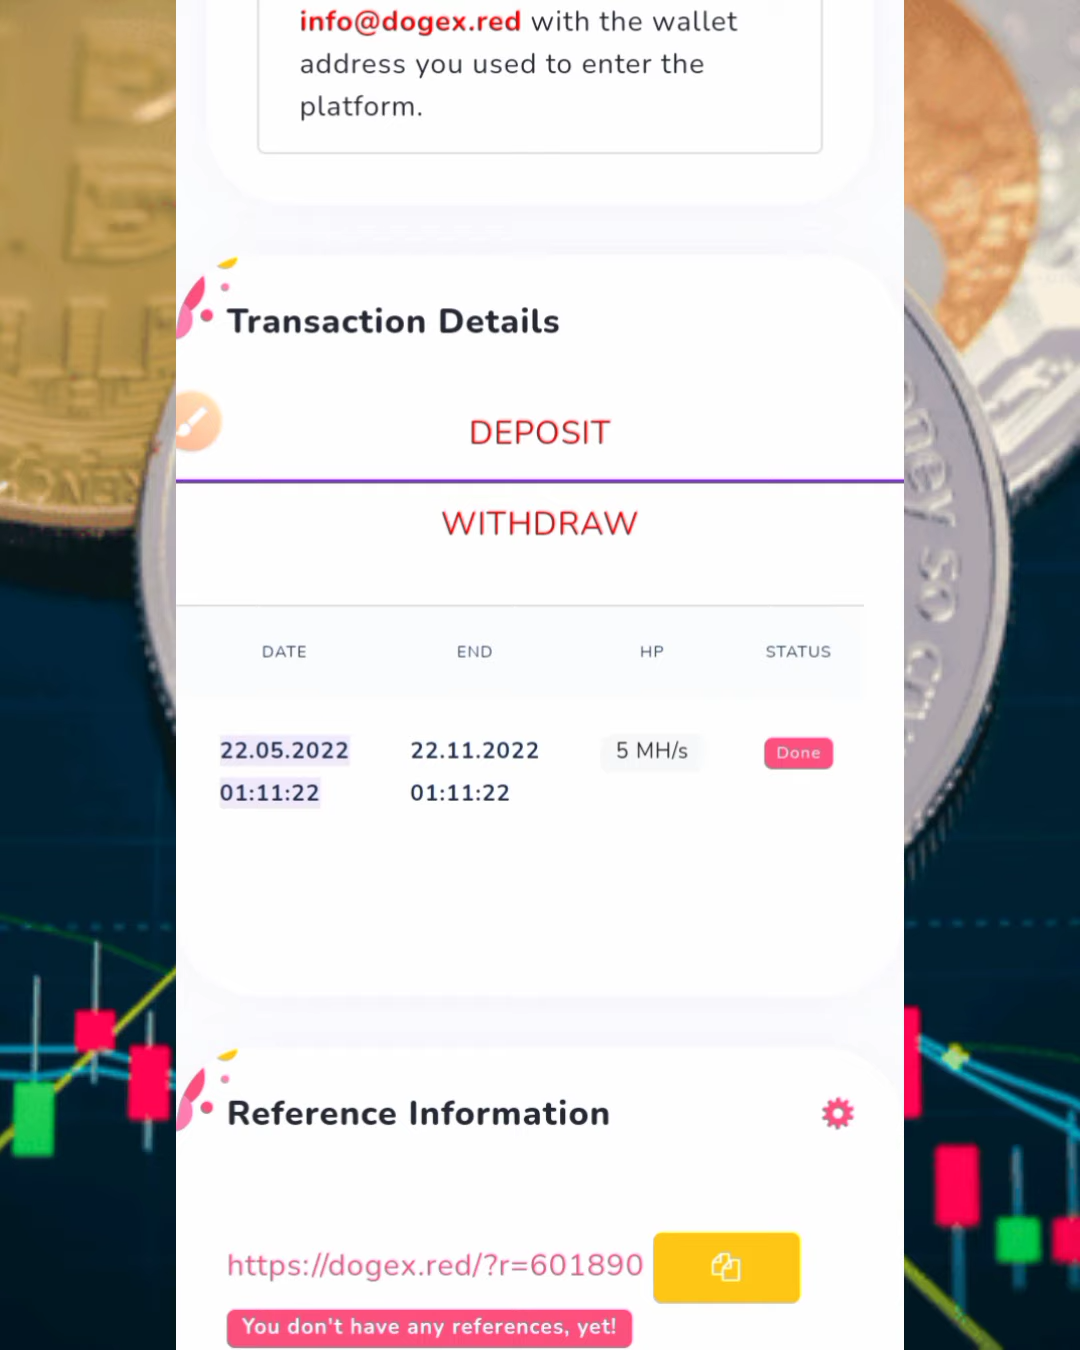 info@dogex.red with the wallet
address you used to enter the
platform.
Transaction Details
DEPOSIT
WITHDRAW
DATE END HP STATUS
22.05.2022 22.11.2022 5 MH/s Done
01:11:22 01:11:22
Reference Information
https://dogex.red/?r=601890
You don't have any references, yet!